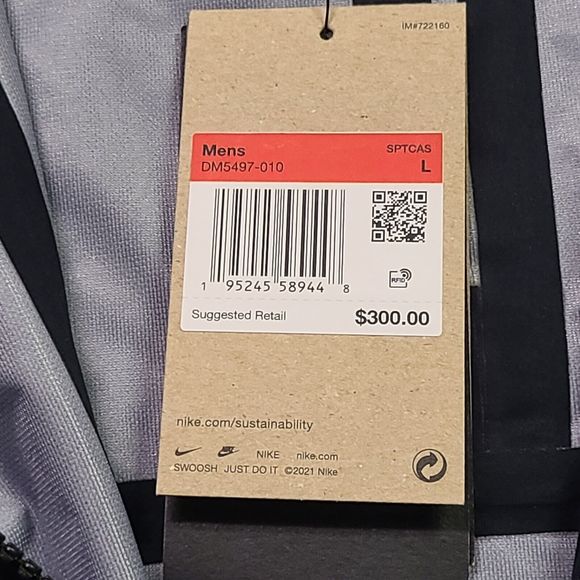 IM#722160
Mens SPTCAS
DM5497-010 L
1 95245 58944 8
RFID
Suggested Retail $300.00
nike.com/sustainability
NIKE nike.com
SWOOSH JUST DO IT ©2021 Nike